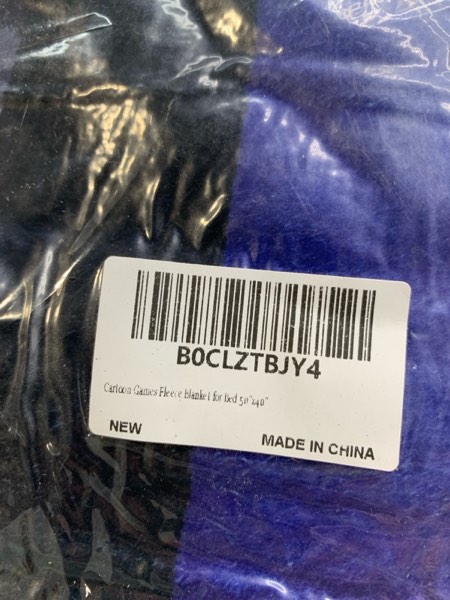 B0CLZTBJY4
Cartoon Games Fleece blanket for Bed 50"x40"
NEW
MADE IN CHINA